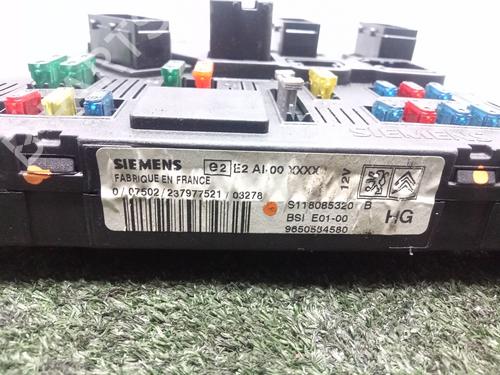 SIEMENS e2 E2 AI 00 XXXX
FABRIQUE EN FRANCE
0/07502/237977521/03278
12V
S118085320 B
BSI E01-00
9650584580
HG